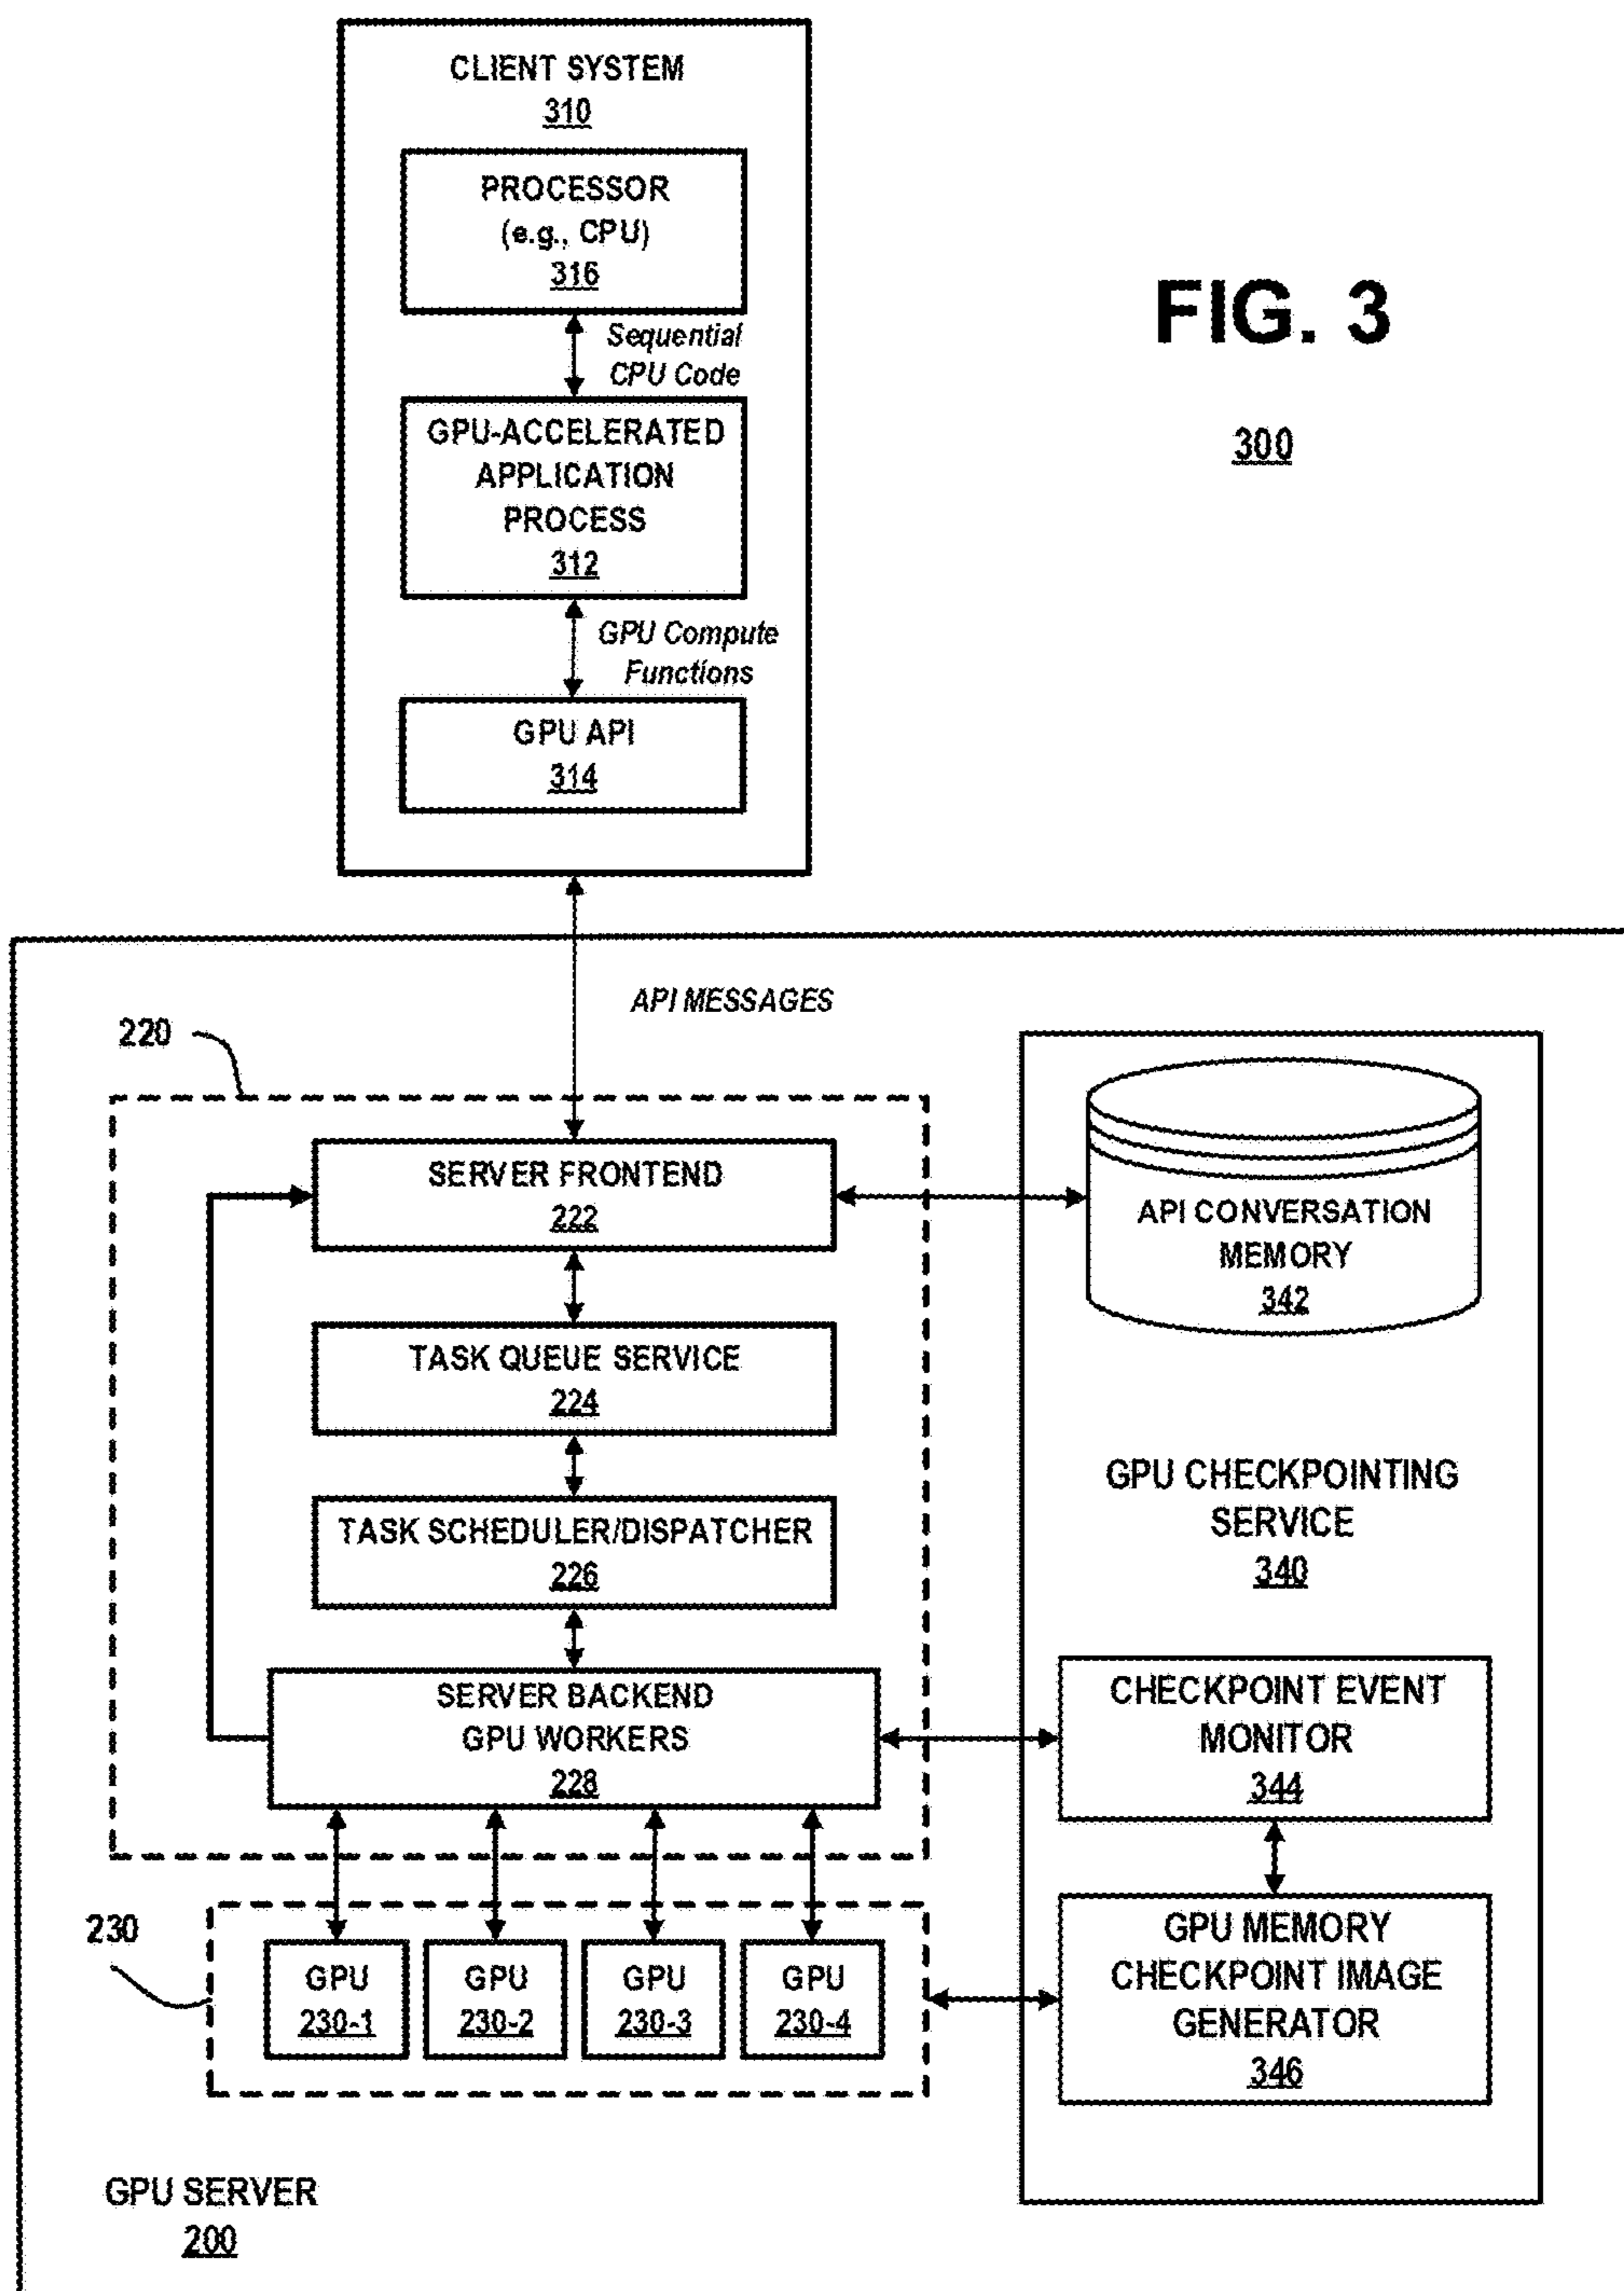 CLIENT SYSTEM
310
PROCESSOR
(e.g., CPU)
316
Sequential
CPU Code
GPU-ACCELERATED
APPLICATION
PROCESS
312
GPU Compute
Functions
GPU API
314
FIG. 3
300
API MESSAGES
220
SERVER FRONTEND
222
TASK QUEUE SERVICE
224
TASK SCHEDULER/DISPATCHER
226
SERVER BACKEND
GPU WORKERS
228
API CONVERSATION
MEMORY
342
GPU CHECKPOINTING
SERVICE
340
CHECKPOINT EVENT
MONITOR
344
GPU MEMORY
CHECKPOINT IMAGE
GENERATOR
346
230
GPU
230-1
GPU
230-2
GPU
230-3
GPU
230-4
GPU SERVER
200